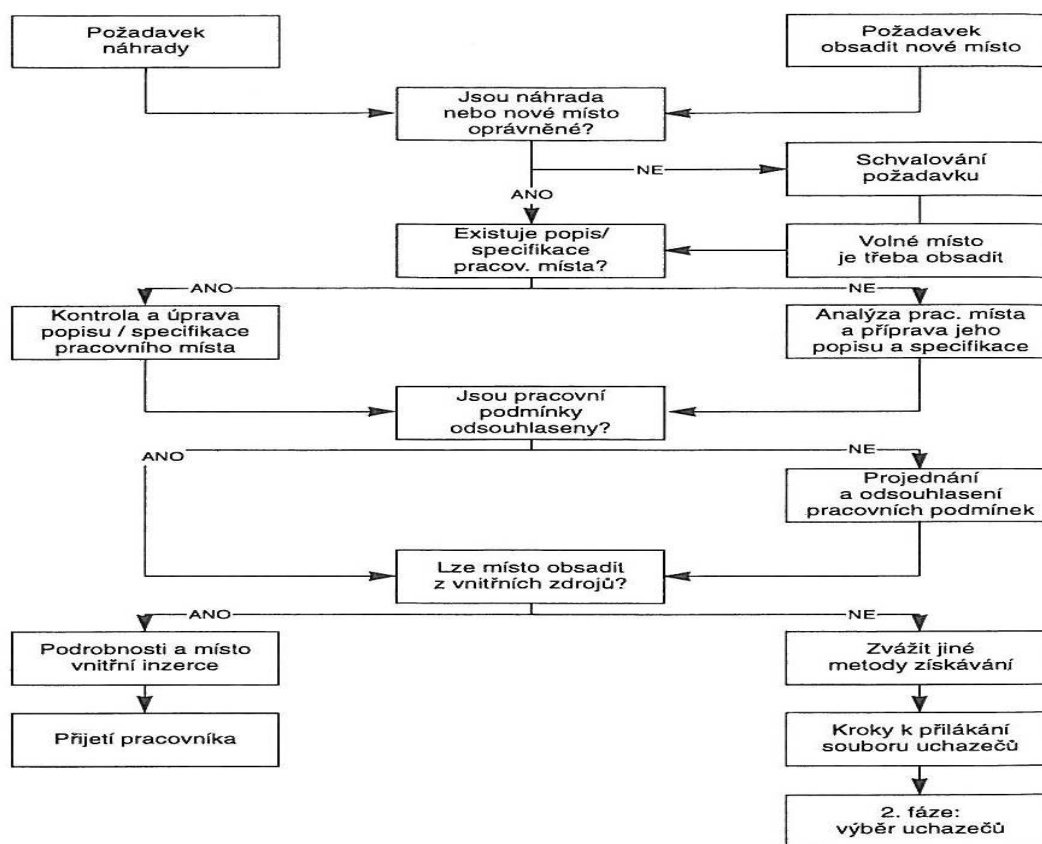 Požadavek
náhrady
Požadavek
obsadit nové místo
Jsou náhrada
nebo nové místo
oprávněné?
NE
Schvalování
požadavku
ANO
Existuje popis/
specifikace
pracov. místa?
Volné místo
je třeba obsadit
ANO
NE
Kontrola a úprava
popisu / specifikace
pracovního místa
Analýza prac. místa
a příprava jeho
popisu a specifikace
Jsou pracovní
podmínky
odsouhlaseny?
ANO
NE
Projednání
a odsouhlasení
pracovních podmínek
Lze místo obsadit
z vnitřních zdrojů?
ANO
NE
Podrobnosti a místo
vnitřní inzerce
Zvážit jiné
metody získávání
Přijetí pracovníka
Kroky k přilákání
souboru uchazečů
2. fáze:
výběr uchazečů